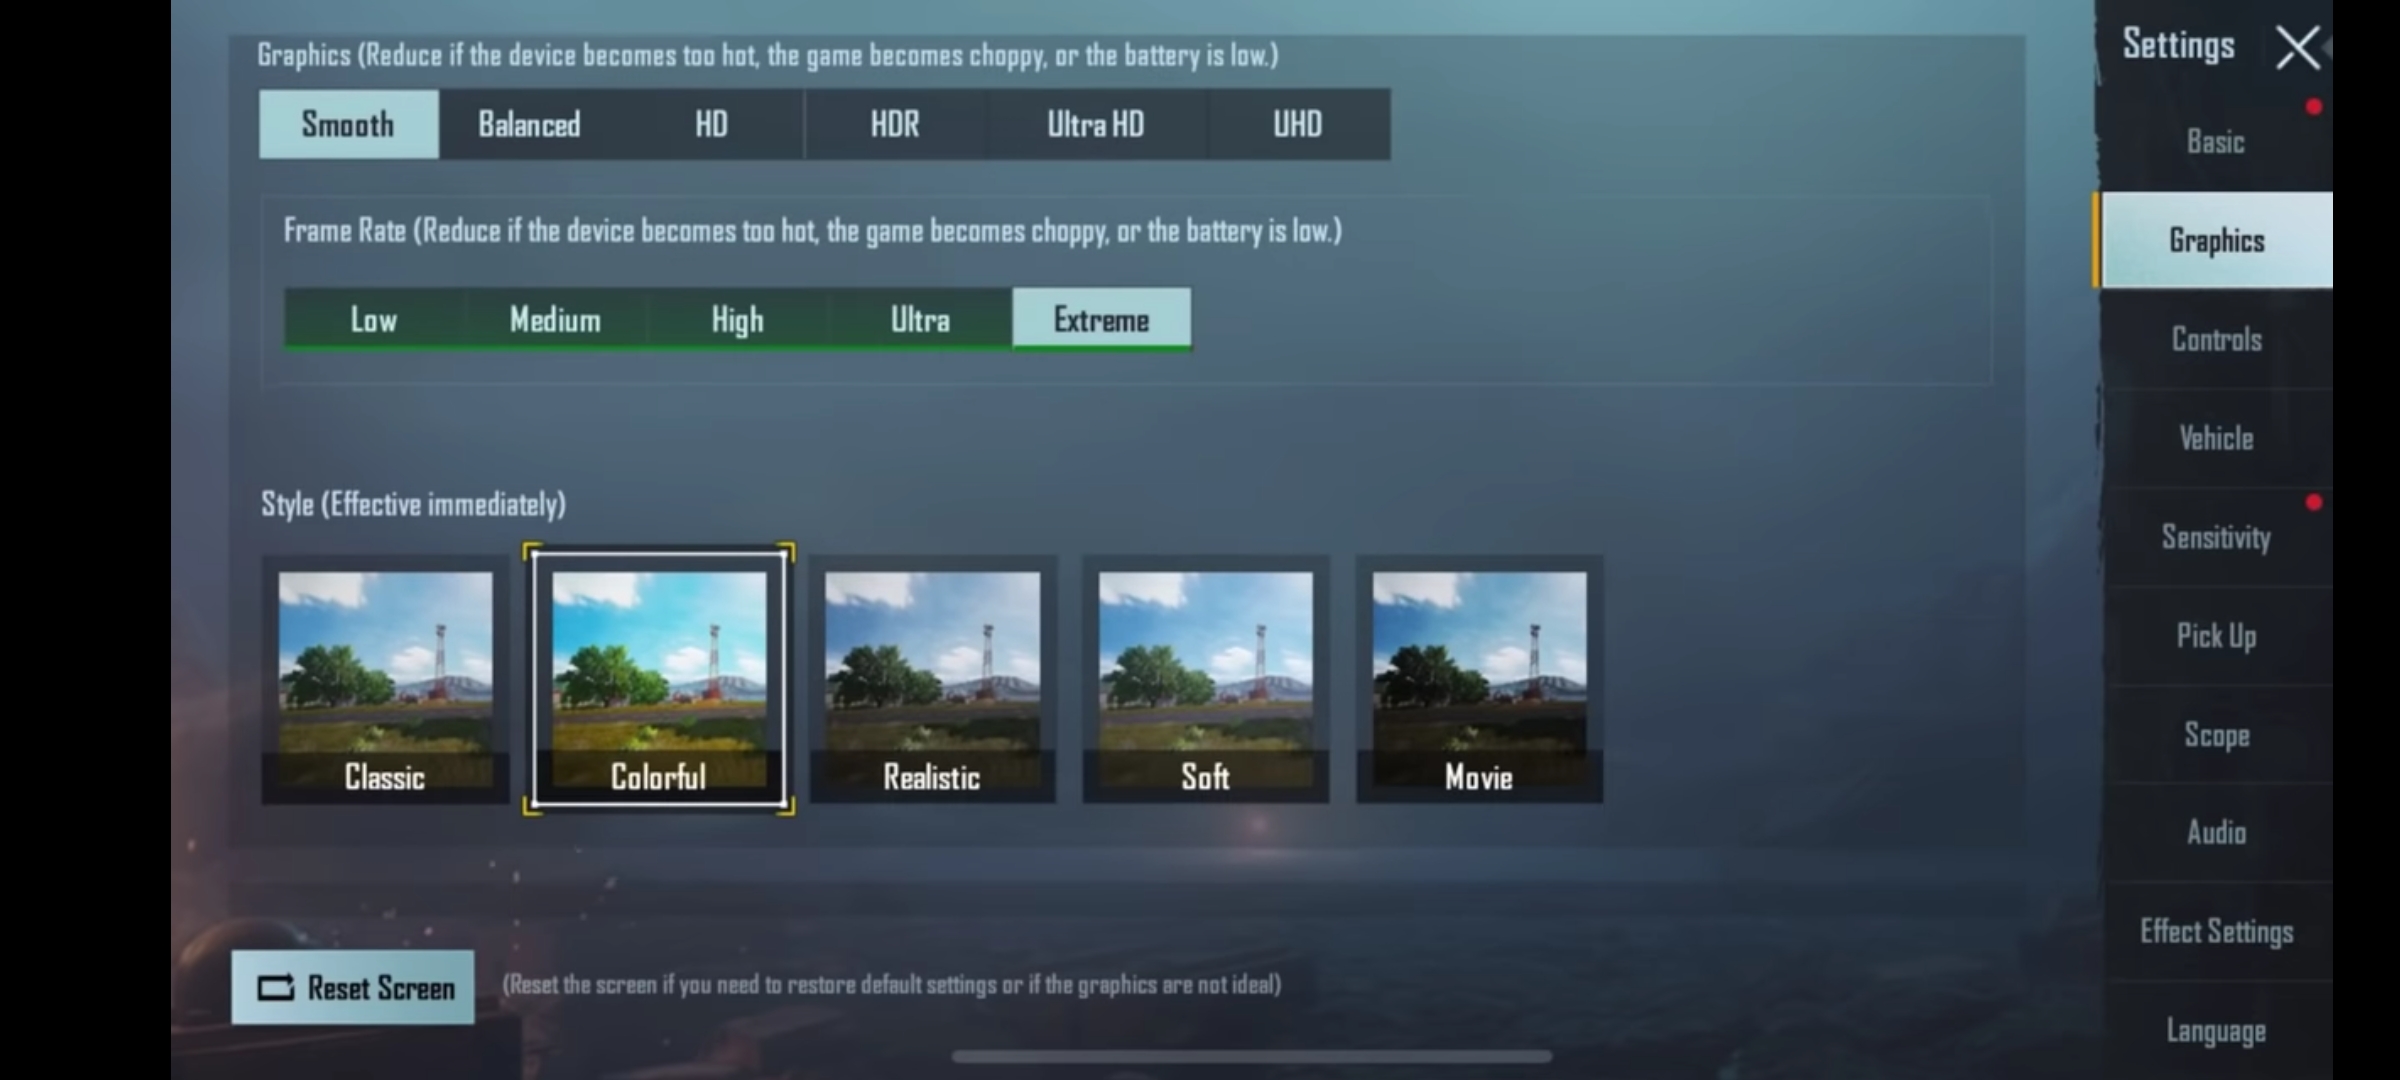 Graphics (Reduce if the device becomes too hot, the game becomes choppy, or the battery is low.)
Smooth Balanced HD HDR Ultra HD UHD
Frame Rate (Reduce if the device becomes too hot, the game becomes choppy, or the battery is low.)
Low Medium High Ultra Extreme
Style (Effective immediately)
Classic Colorful Realistic Soft Movie
Reset Screen (Reset the screen if you need to restore default settings or if the graphics are not ideal)
Settings
Basic
Graphics
Controls
Vehicle
Sensitivity
Pick Up
Scope
Audio
Effect Settings
Language